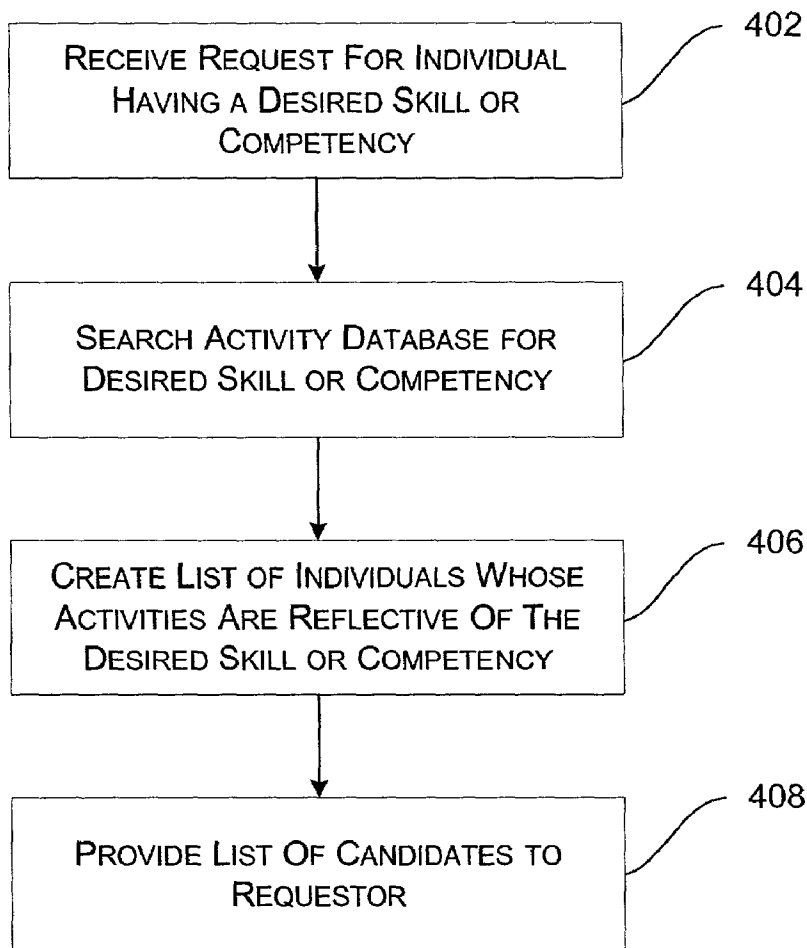 RECEIVE REQUEST FOR INDIVIDUAL
HAVING A DESIRED SKILL OR
COMPETENCY
402
SEARCH ACTIVITY DATABASE FOR
DESIRED SKILL OR COMPETENCY
404
CREATE LIST OF INDIVIDUALS WHOSE
ACTIVITIES ARE REFLECTIVE OF THE
DESIRED SKILL OR COMPETENCY
406
PROVIDE LIST OF CANDIDATES TO
REQUESTOR
408